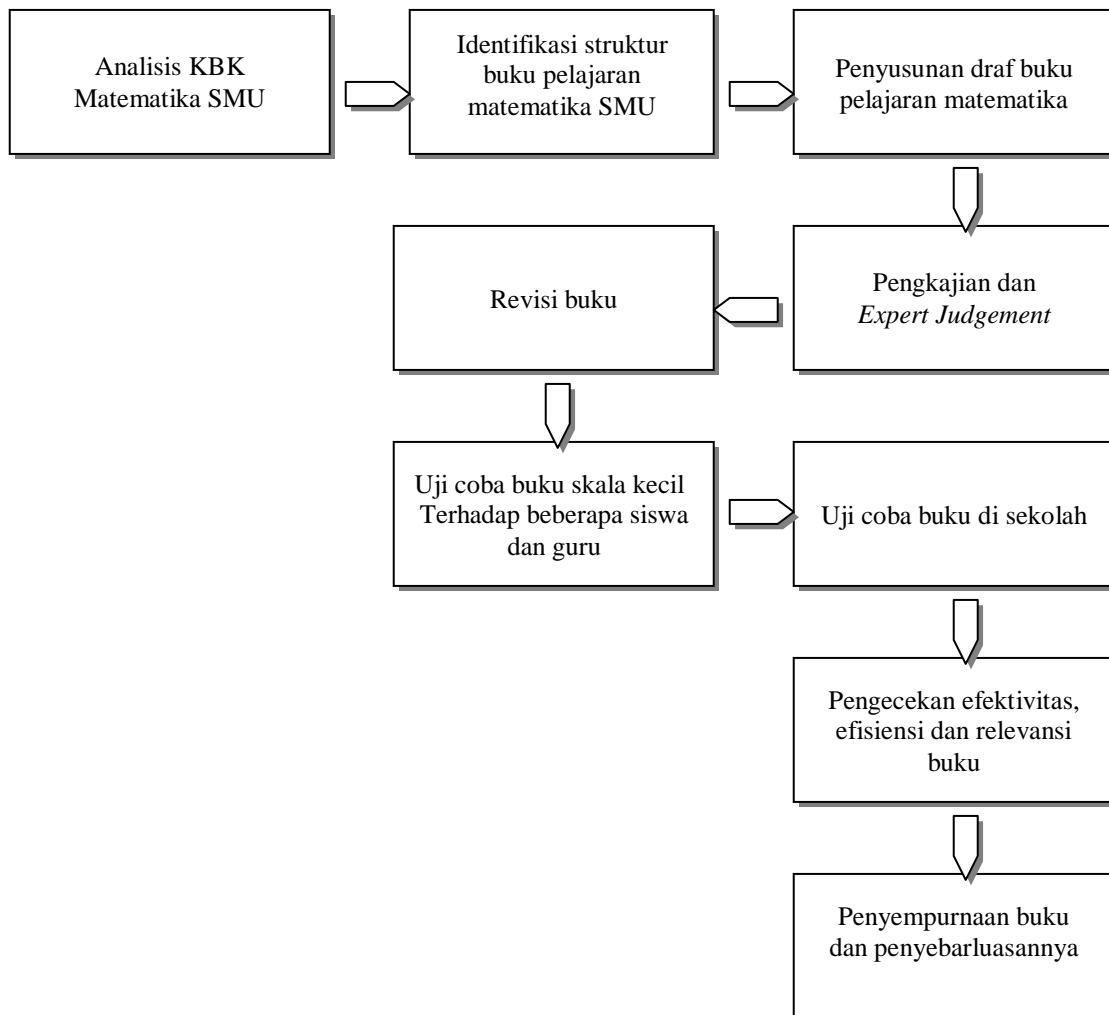 Analisis KBK
Matematika SMU
Identifikasi struktur
buku pelajaran
matematika SMU
Penyusunan draf buku
pelajaran matematika
Pengkajian dan
Expert Judgement
Revisi buku
Uji coba buku skala kecil
Terhadap beberapa siswa
dan guru
Uji coba buku di sekolah
Pengecekan efektivitas,
efisiensi dan relevansi
buku
Penyempurnaan buku
dan penyebarluasannya